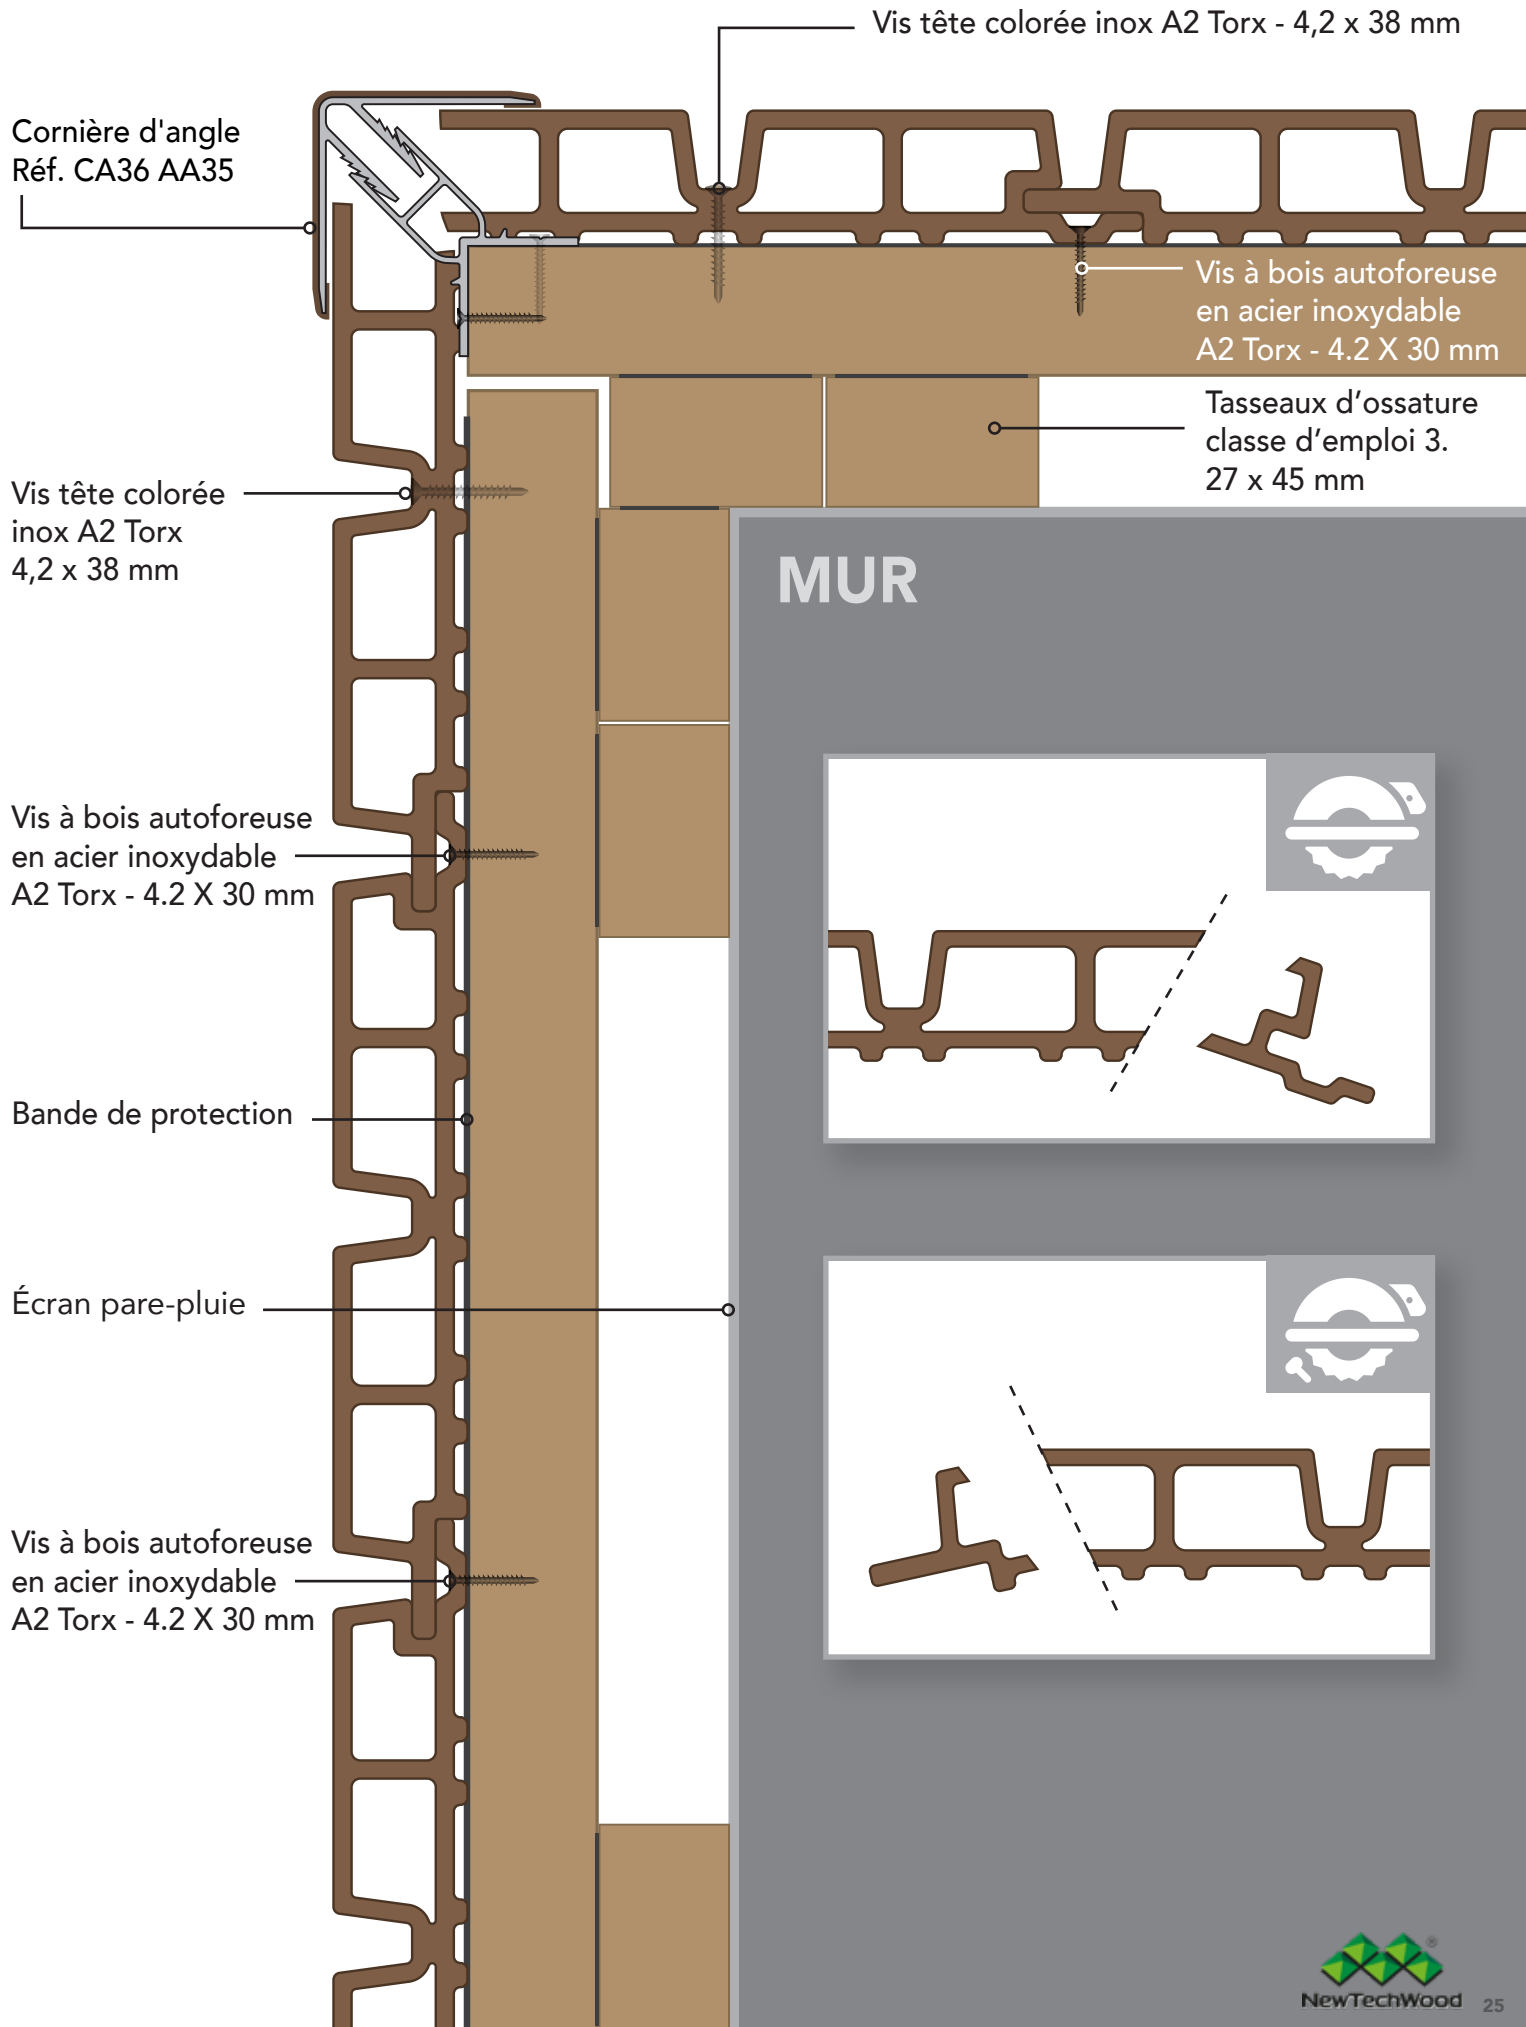 Vis tête colorée inox A2 Torx - 4,2 x 38 mm
Cornière d'angle
Réf. CA36 AA35
Vis à bois autoforeuse
en acier inoxydable
A2 Torx - 4.2 X 30 mm
Tasseaux d’ossature
classe d’emploi 3.
27 x 45 mm
Vis tête colorée
inox A2 Torx
4,2 x 38 mm
MUR
Vis à bois autoforeuse
en acier inoxydable
A2 Torx - 4.2 X 30 mm
Bande de protection
Écran pare-pluie
Vis à bois autoforeuse
en acier inoxydable
A2 Torx - 4.2 X 30 mm
®
NewTechWood
25